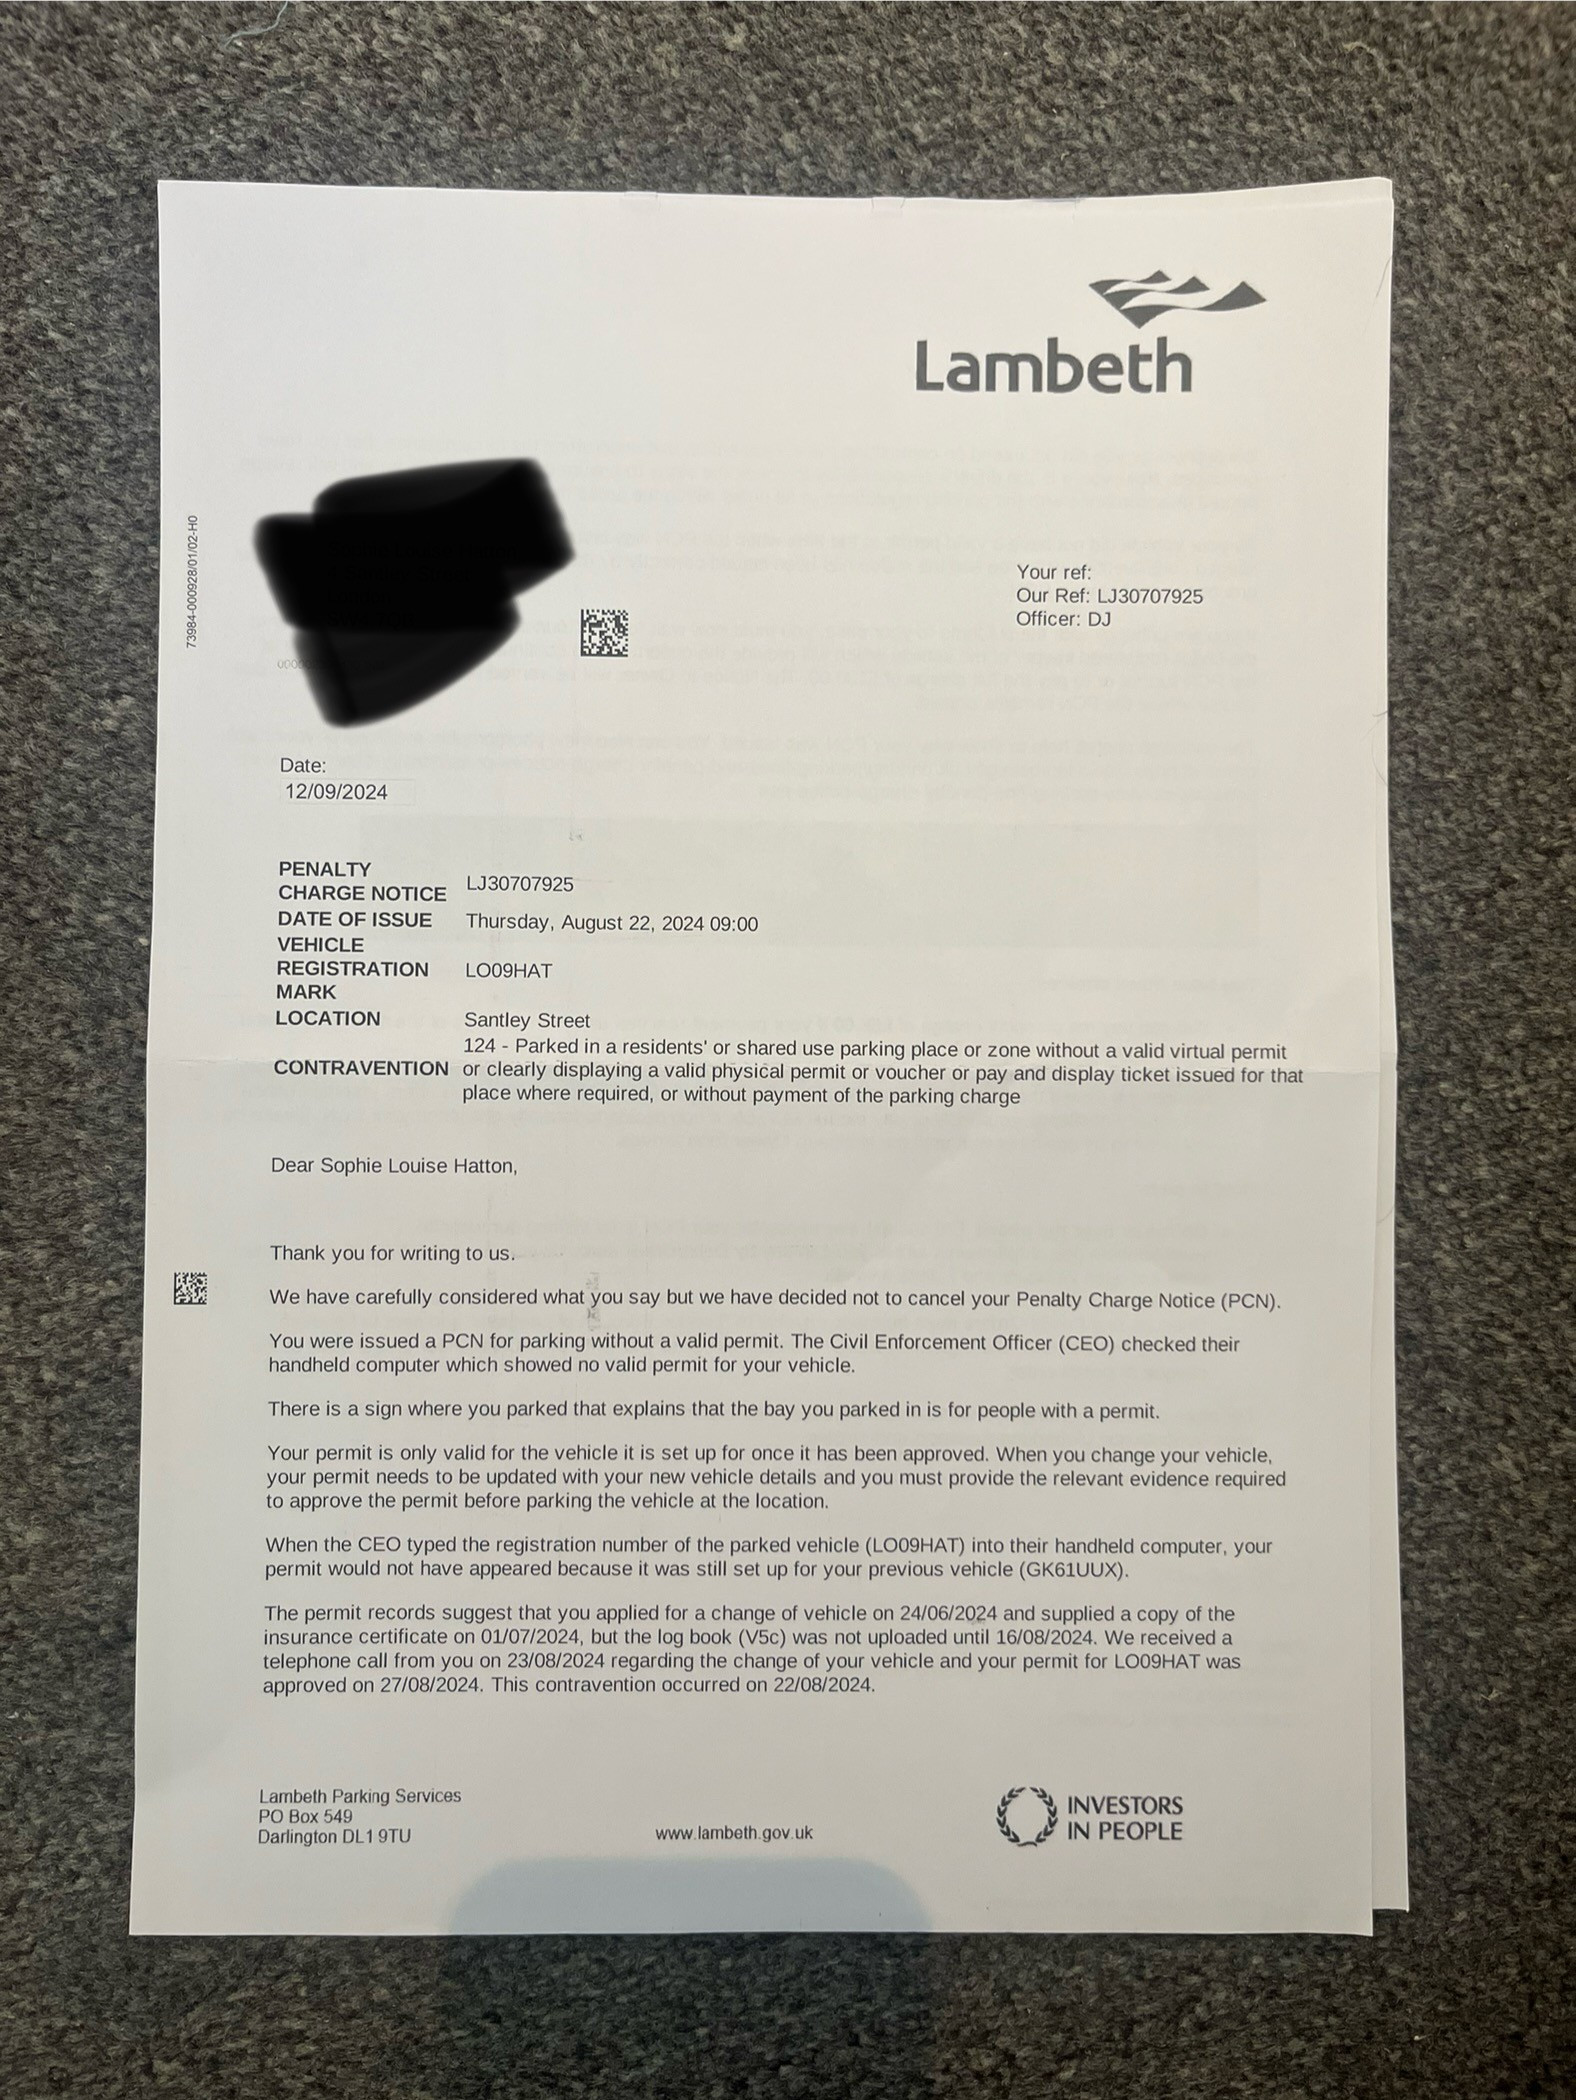 Lambeth
73984-000928/01/02-H0
Your ref:
Our Ref: LJ30707925
Officer: DJ
Date:
12/09/2024
PENALTY
CHARGE NOTICE LJ30707925
DATE OF ISSUE Thursday, August 22, 2024 09:00
VEHICLE
REGISTRATION LO09HAT
MARK
LOCATION Santley Street
124 - Parked in a residents' or shared use parking place or zone without a valid virtual permit
CONTRAVENTION or clearly displaying a valid physical permit or voucher or pay and display ticket issued for that
place where required, or without payment of the parking charge
Dear Sophie Louise Hatton,
Thank you for writing to us.
We have carefully considered what you say but we have decided not to cancel your Penalty Charge Notice (PCN).
You were issued a PCN for parking without a valid permit. The Civil Enforcement Officer (CEO) checked their
handheld computer which showed no valid permit for your vehicle.
There is a sign where you parked that explains that the bay you parked in is for people with a permit.
Your permit is only valid for the vehicle it is set up for once it has been approved. When you change your vehicle,
your permit needs to be updated with your new vehicle details and you must provide the relevant evidence required
to approve the permit before parking the vehicle at the location.
When the CEO typed the registration number of the parked vehicle (LO09HAT) into their handheld computer, your
permit would not have appeared because it was still set up for your previous vehicle (GK61UUX).
The permit records suggest that you applied for a change of vehicle on 24/06/2024 and supplied a copy of the
insurance certificate on 01/07/2024, but the log book (V5c) was not uploaded until 16/08/2024. We received a
telephone call from you on 23/08/2024 regarding the change of your vehicle and your permit for LO09HAT was
approved on 27/08/2024. This contravention occurred on 22/08/2024.
Lambeth Parking Services
PO Box 549
Darlington DL1 9TU
www.lambeth.gov.uk
INVESTORS
IN PEOPLE